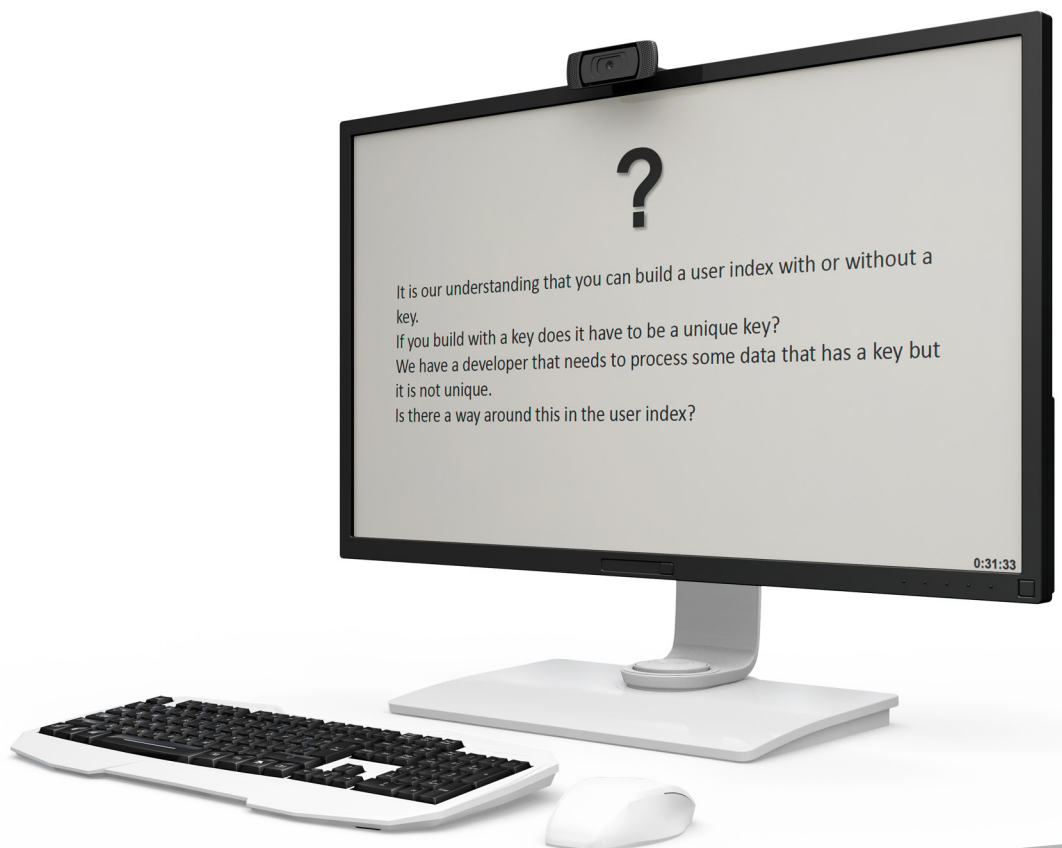 ?
It is our understanding that you can build a user index with or without a
key.
If you build with a key does it have to be a unique key?
We have a developer that needs to process some data that has a key but
it is not unique.
Is there a way around this in the user index?
0:31:33